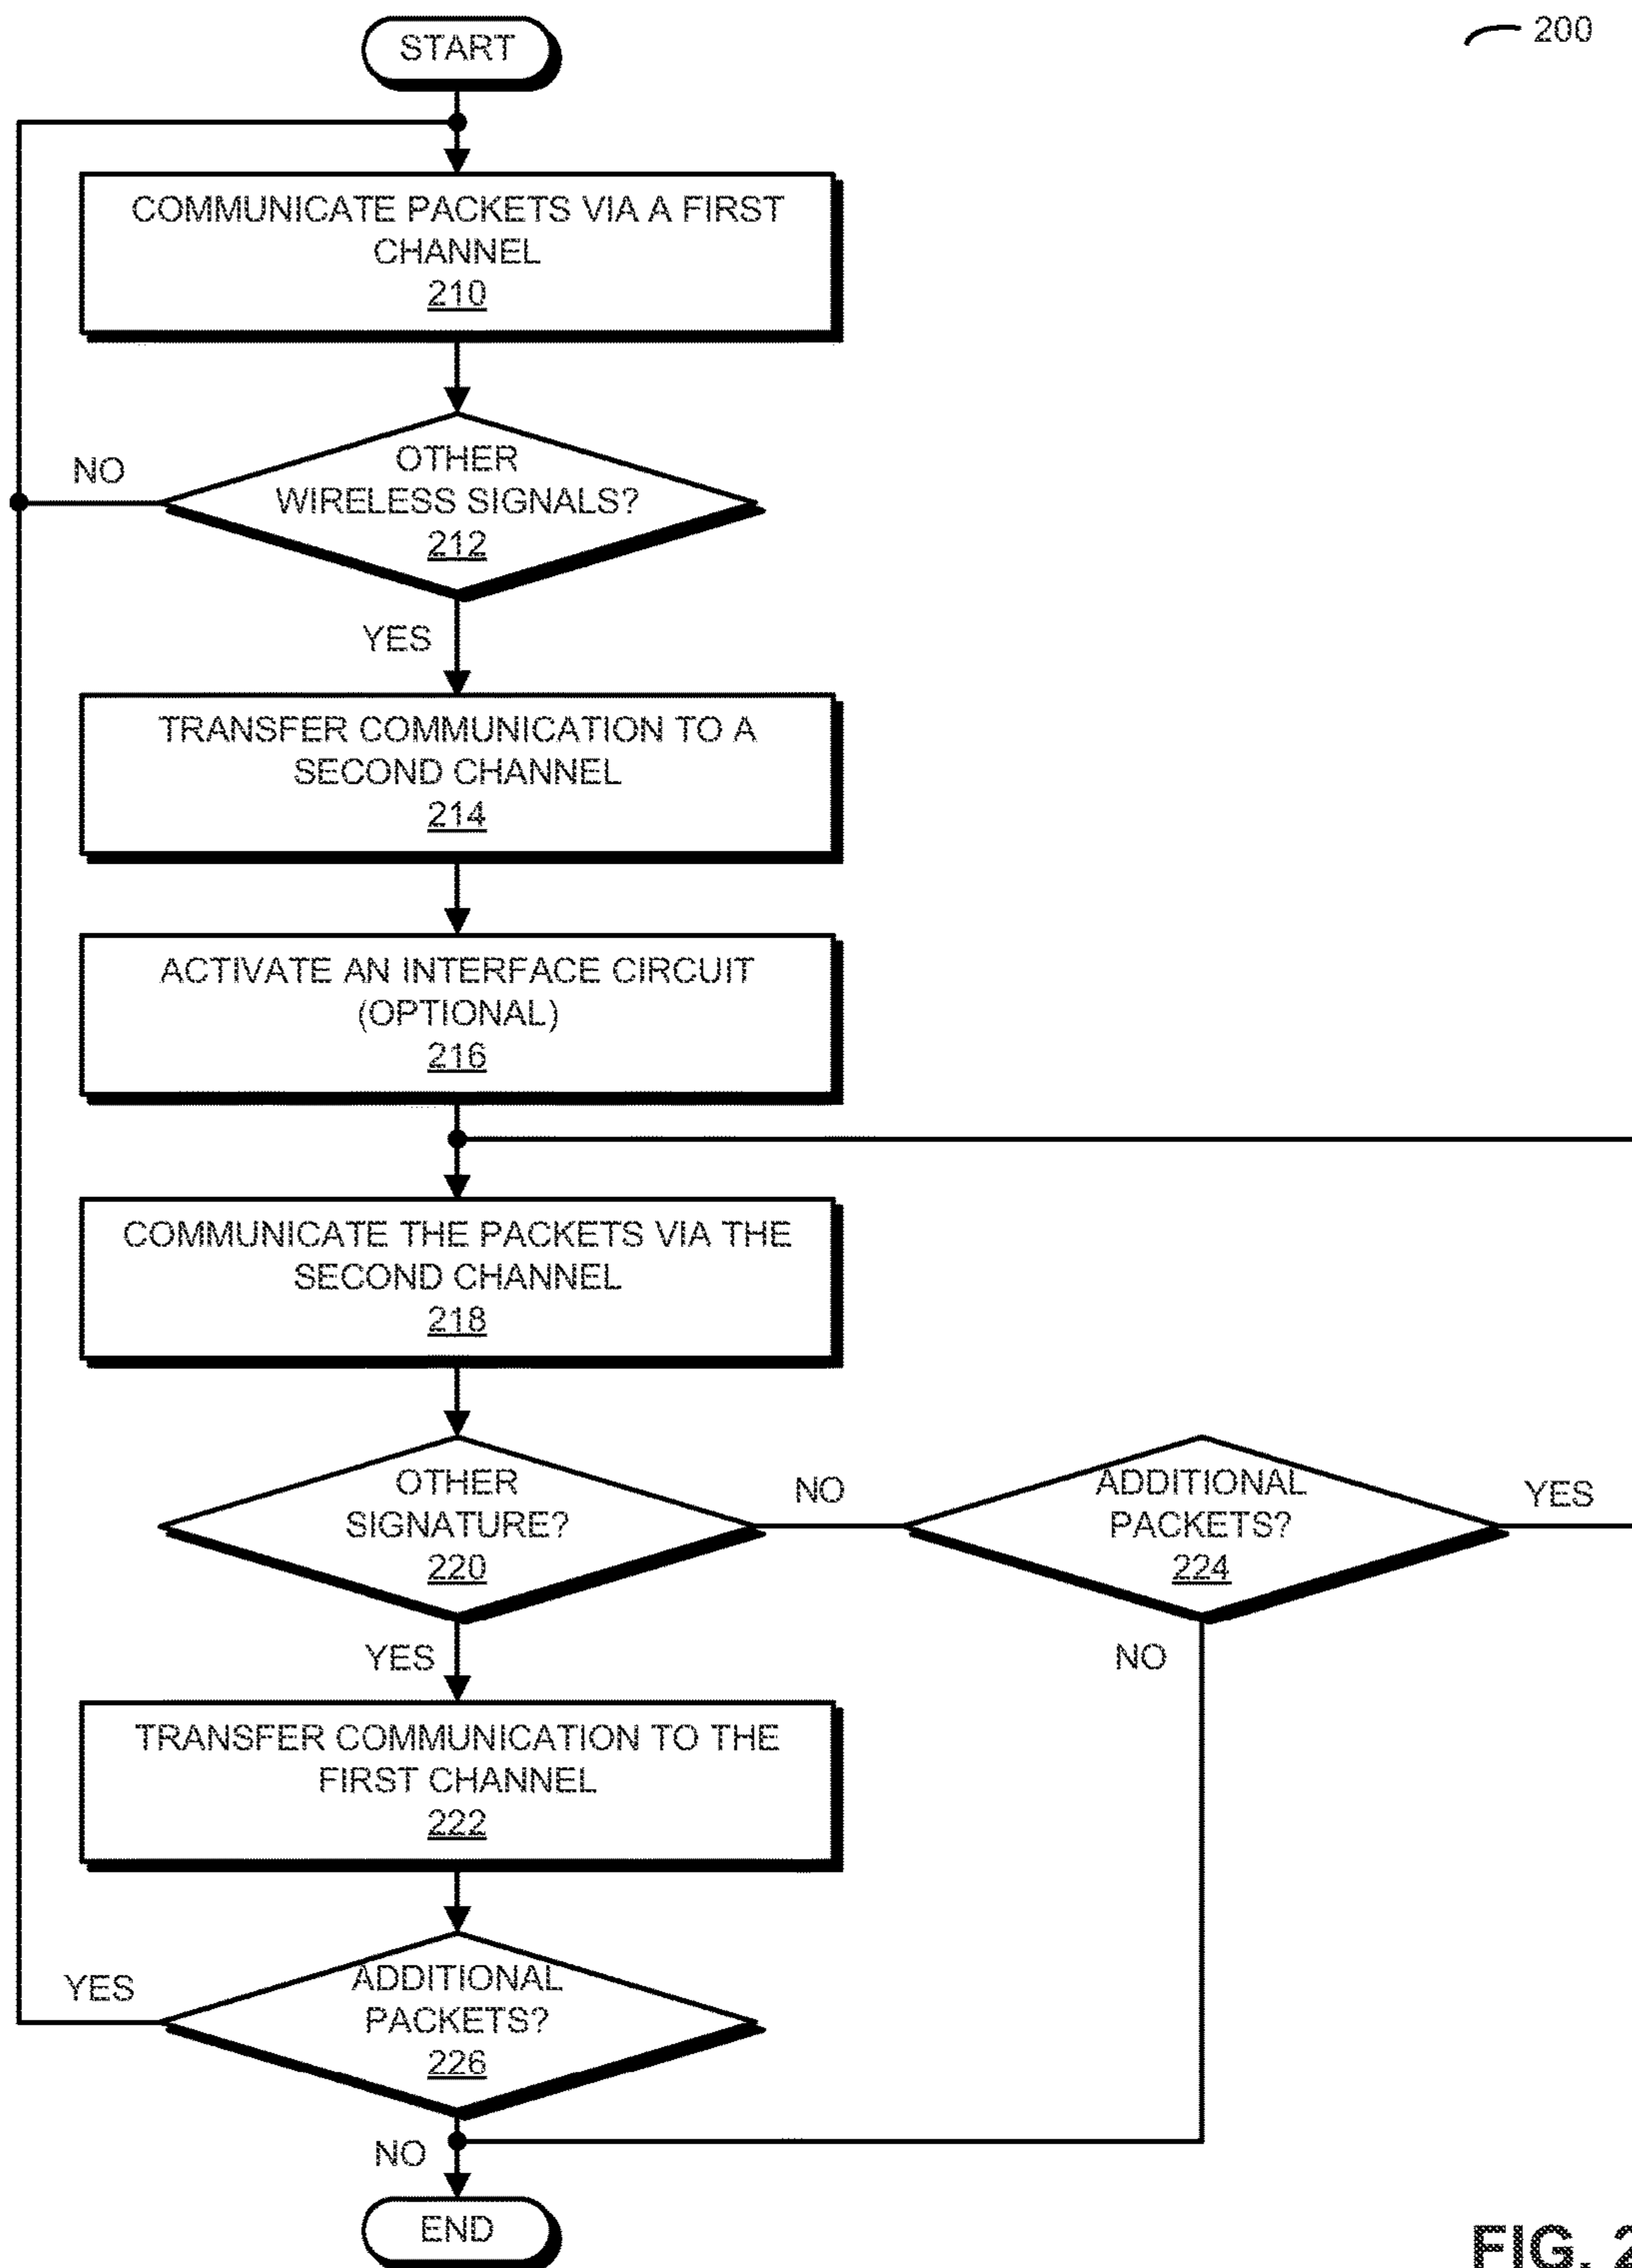 START
200
COMMUNICATE PACKETS VIA A FIRST
CHANNEL
210
OTHER
WIRELESS SIGNALS?
212
NO
YES
TRANSFER COMMUNICATION TO A
SECOND CHANNEL
214
ACTIVATE AN INTERFACE CIRCUIT
(OPTIONAL)
216
COMMUNICATE THE PACKETS VIA THE
SECOND CHANNEL
218
OTHER
SIGNATURE?
220
NO
ADDITIONAL
PACKETS?
224
YES
YES
NO
TRANSFER COMMUNICATION TO THE
FIRST CHANNEL
222
ADDITIONAL
PACKETS?
226
YES
NO
END
FIG. 2